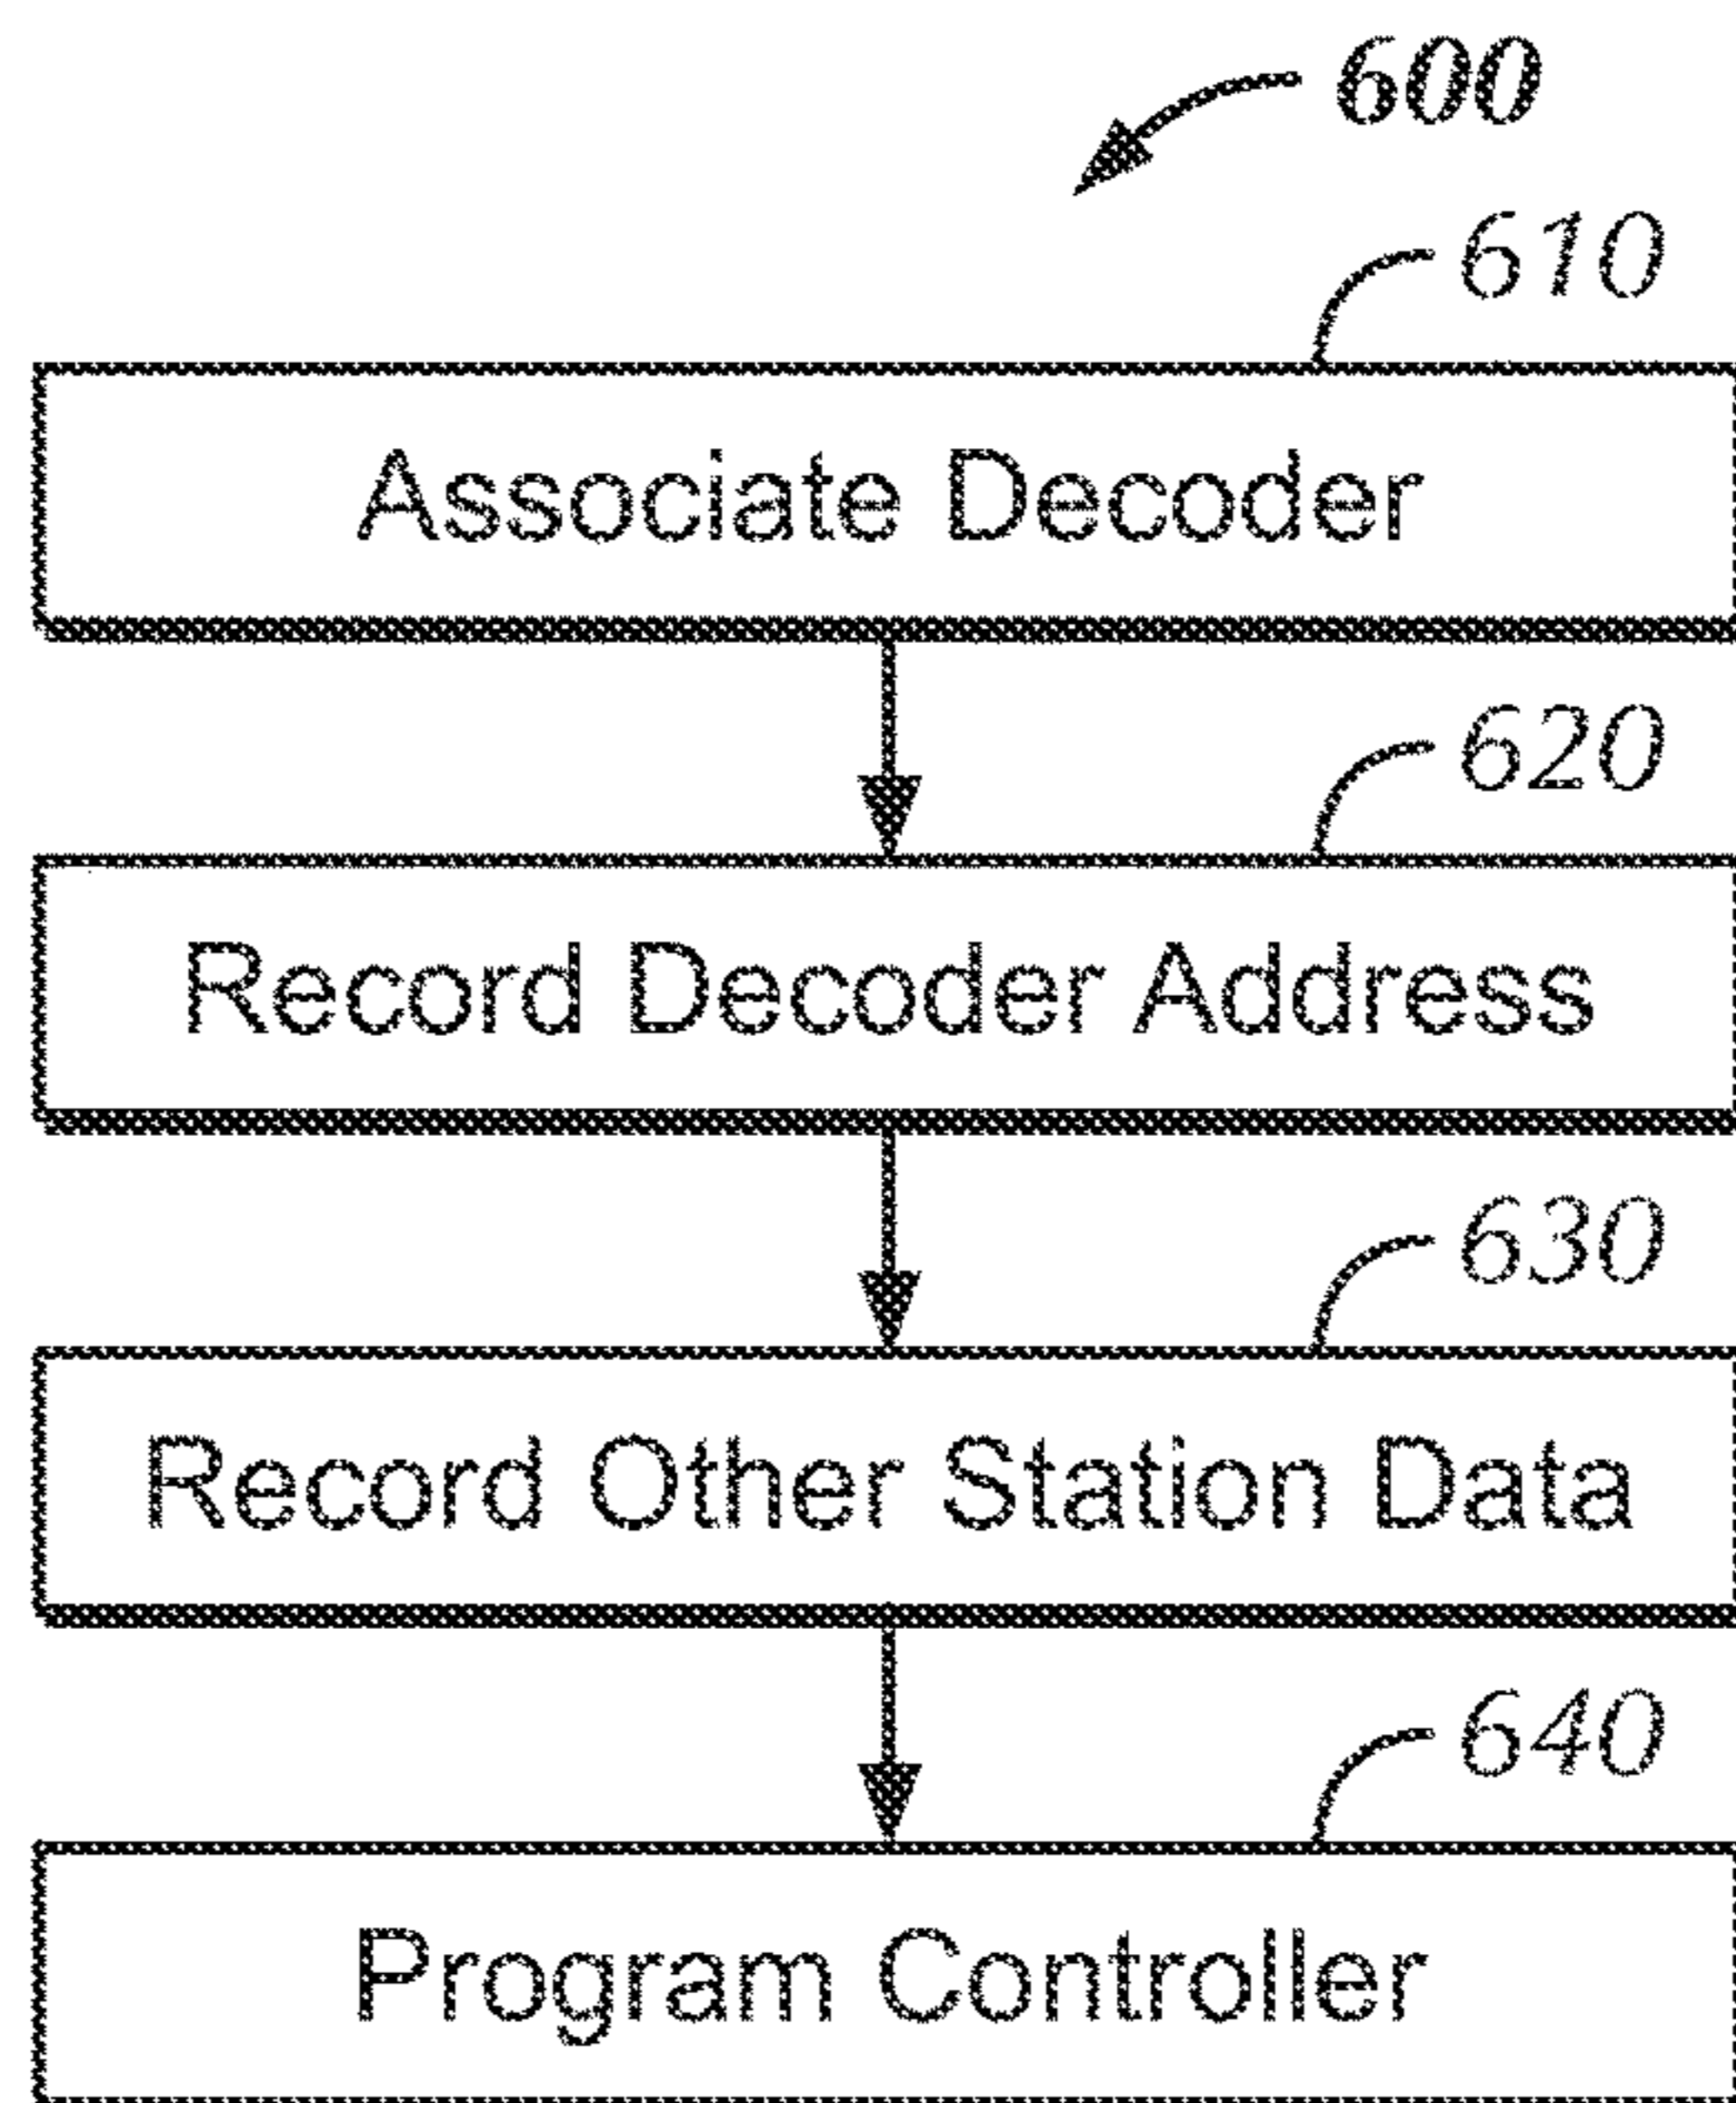 600
610
Associate Decoder
620
Record Decoder Address
630
Record Other Station Data
640
Program Controller